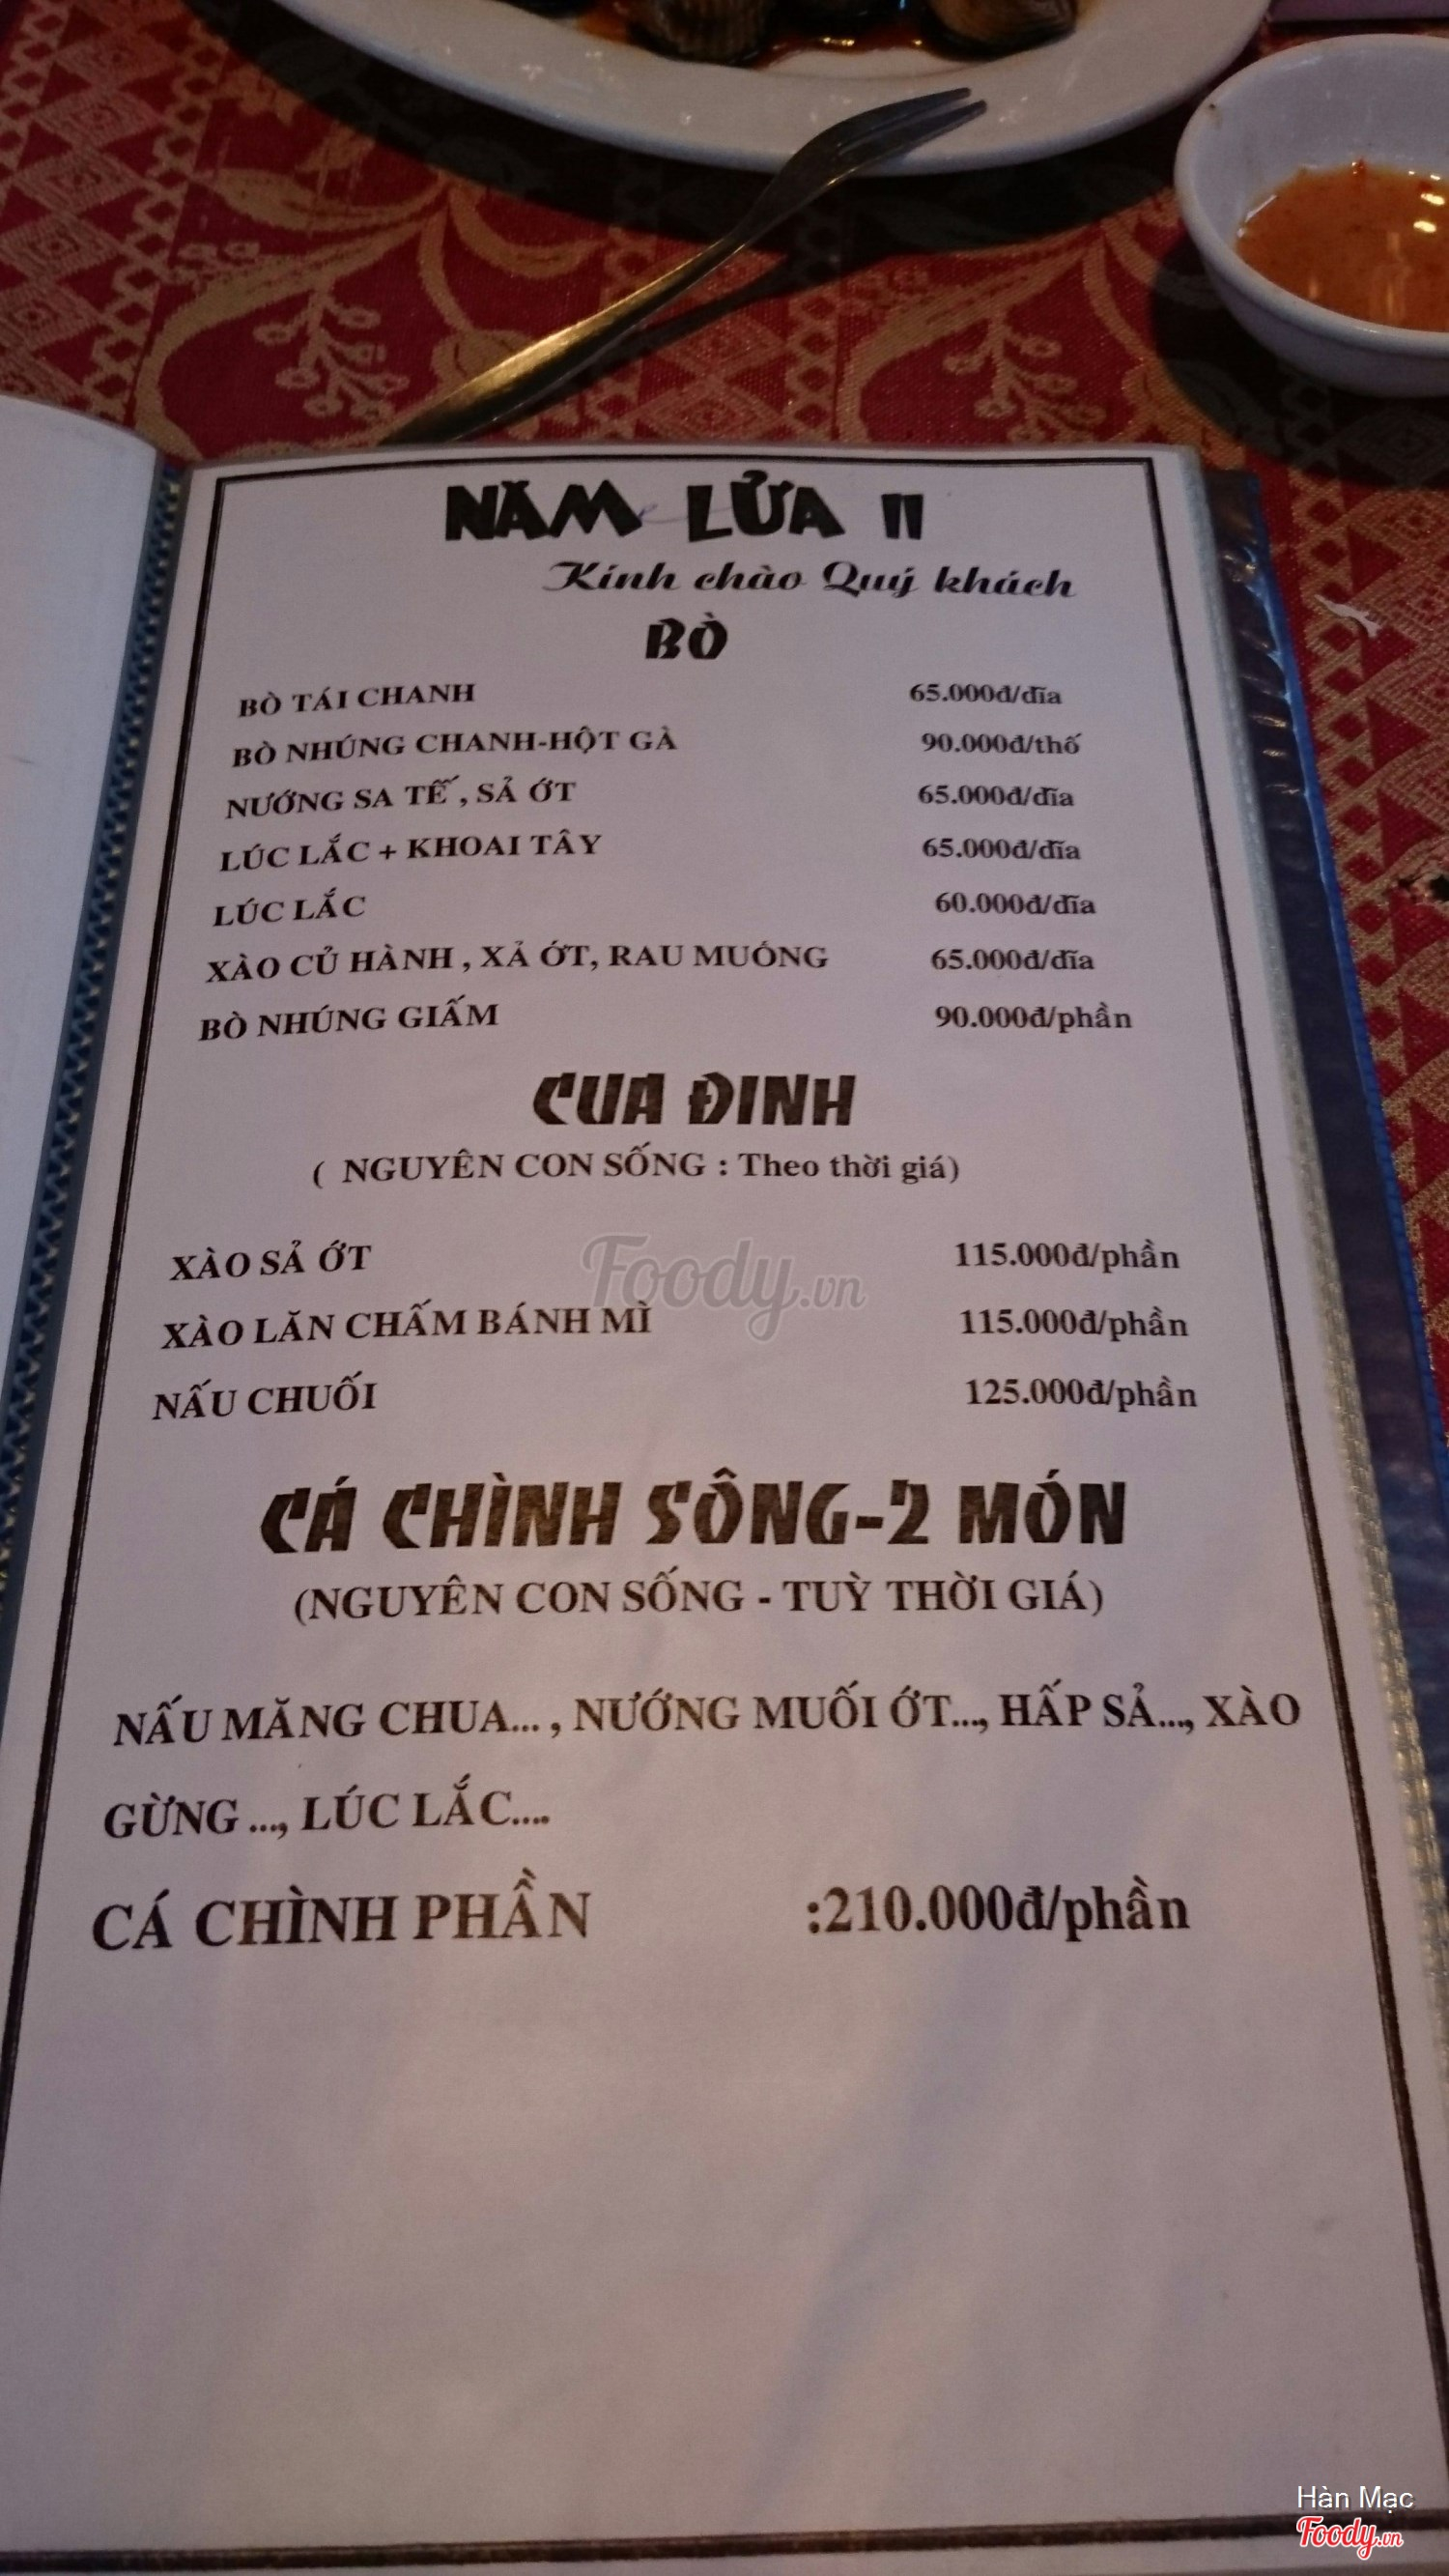 NĂM LỬA II
Kính chào Quý khách
BÒ
BÒ TÁI CHANH 65.000đ/đĩa
BÒ NHÚNG CHANH-HỘT GÀ 90.000đ/thố
NƯỚNG SA TẾ , SẢ ỚT 65.000đ/đĩa
LÚC LẮC + KHOAI TÂY 65.000đ/đĩa
LÚC LẮC 60.000đ/đĩa
XÀO CỦ HÀNH , XẢ ỚT, RAU MUỐNG 65.000đ/đĩa
BÒ NHÚNG GIẤM 90.000đ/phần
CUA ĐINH
( NGUYÊN CON SỐNG : Theo thời giá)
XÀO SẢ ỚT 115.000đ/phần
XÀO LĂN CHẤM BÁNH MÌ 115.000đ/phần
NẤU CHUỐI 125.000đ/phần
CÁ CHÌNH SÔNG-2 MÓN
(NGUYÊN CON SỐNG - TUỲ THỜI GIÁ)
NẤU MĂNG CHUA... , NƯỚNG MUỐI ỚT..., HẤP SẢ..., XÀO
GỪNG ..., LÚC LẮC....
CÁ CHÌNH PHẦN :210.000đ/phần
Foody.vn
Hàn Mạc
Foody.vn